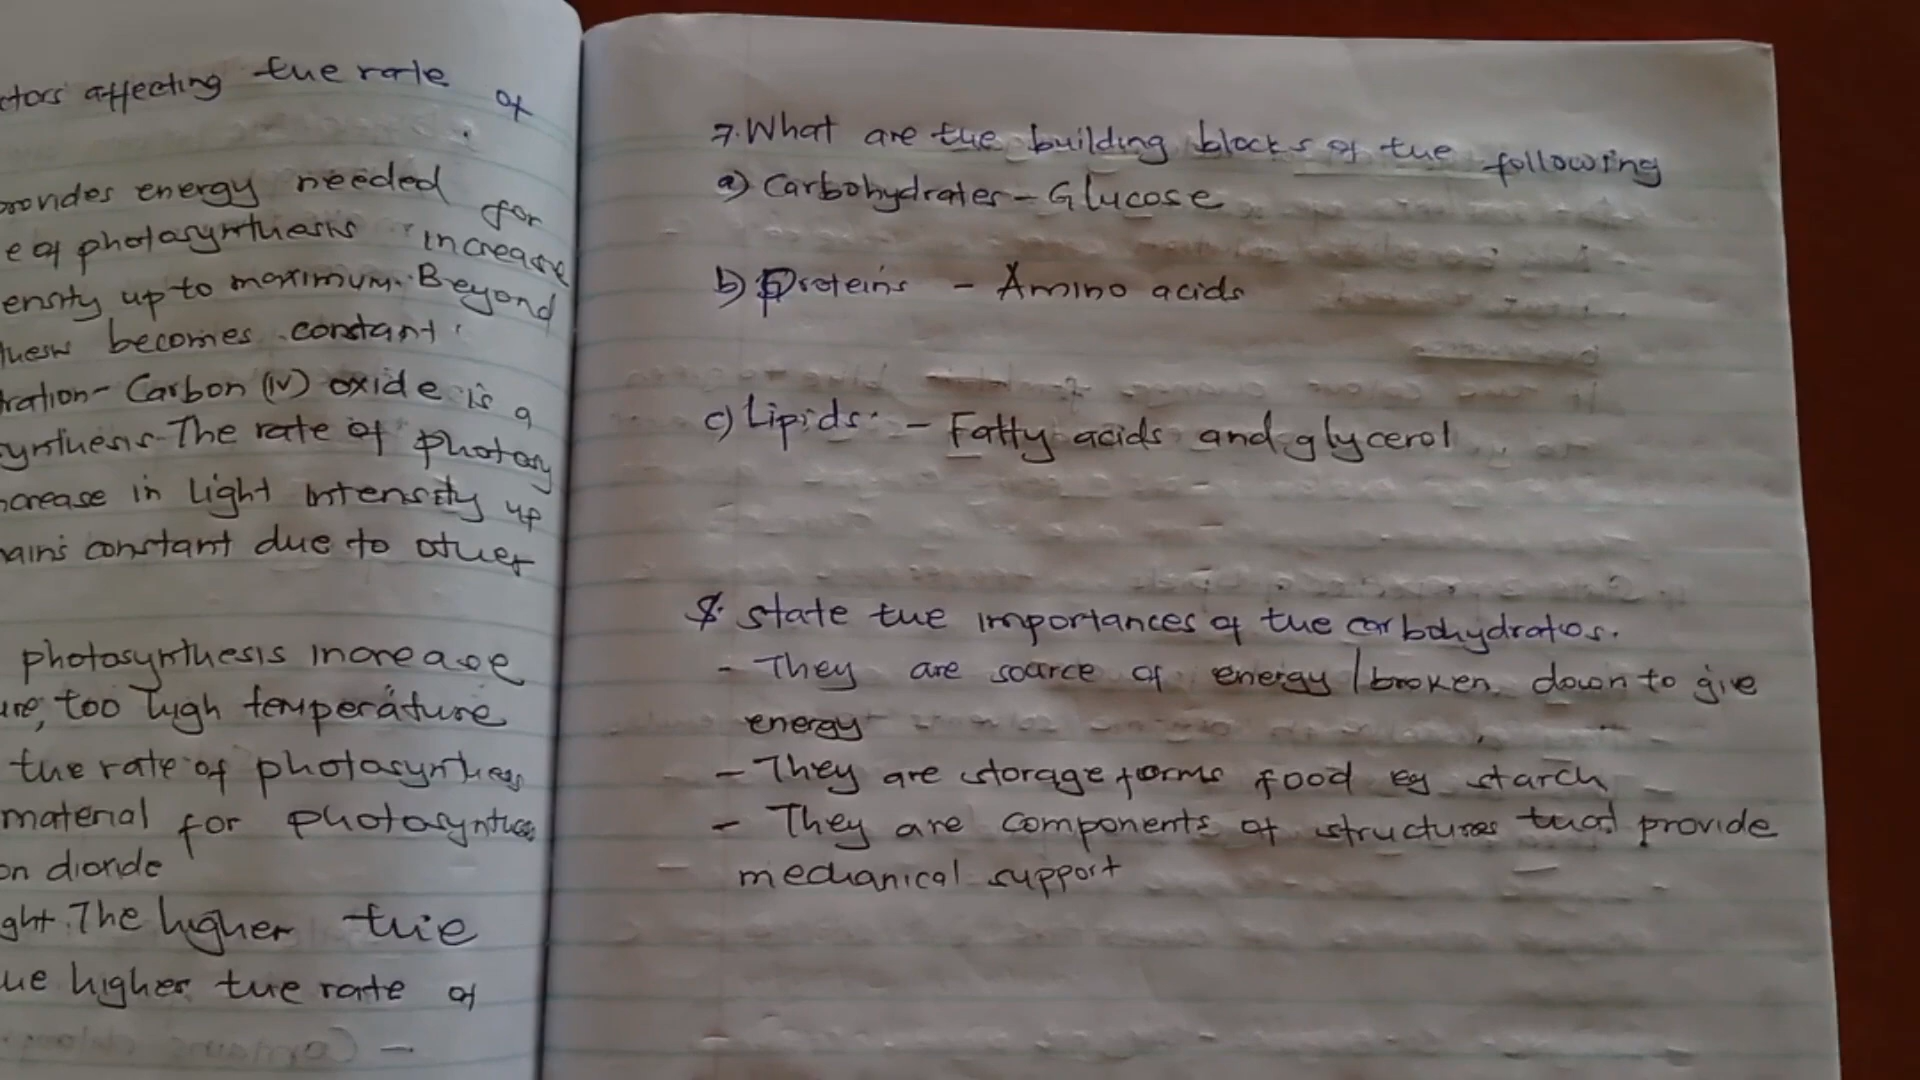 ctors affecting the rate of
provides energy needed for
e of photosynthesis increase
ensity up to maximum. Beyond
thesis becomes constant.
tration - Carbon (IV) oxide is a
synthesis. The rate of photosy
ncrease in light intensity up
mains constant due to other
photosynthesis increase
ure, too high temperature
the rate of photosynthesis
material for photosynthesis
on dioxide
ght. The higher the
the higher the rate of
7. What are the building blocks of the following
a) Carbohydrates - Glucose
b) Proteins - Amino acids
c) Lipids - Fatty acids and glycerol
8. State the importances of the carbohydrates.
- They are source of energy / broken down to give
energy
- They are storage forms food eg starch
- They are components of structures that provide
mechanical support